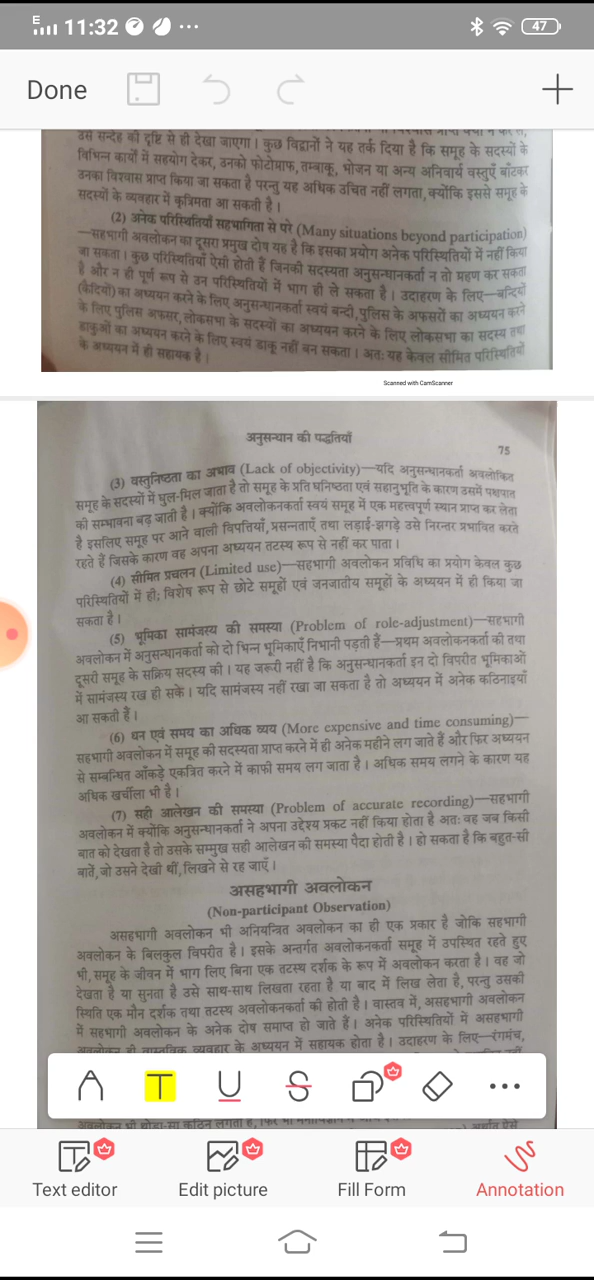 E
11:32
47
Done
उसे सन्देह की दृष्टि से ही देखा जाएगा। कुछ विद्वानों ने यह तर्क दिया है कि समूह के सदस्यों के
विभिन्न कार्यों में सहयोग देकर, उनको फोटोग्राफ, तम्बाकू, भोजन या अन्य अनिवार्य वस्तुएँ बाँटकर
उनका विश्वास प्राप्त किया जा सकता है परन्तु यह अधिक उचित नहीं लगता, क्योंकि इससे समूह के
सदस्यों के व्यवहार में कृत्रिमता आ सकती है।
(2) अनेक परिस्थितियाँ सहभागिता से परे (Many situations beyond participation)
—सहभागी अवलोकन का दूसरा प्रमुख दोष यह है कि इसका प्रयोग अनेक परिस्थितियों में नहीं किया
जा सकता। कुछ परिस्थितियाँ ऐसी होती हैं जिनकी सदस्यता अनुसन्धानकर्ता न तो ग्रहण कर सकता
है और न ही पूर्ण रूप से उन परिस्थितियों में भाग ही ले सकता है। उदाहरण के लिए—बन्दियों
(कैदियों) का अध्ययन करने के लिए अनुसन्धानकर्ता स्वयं बन्दी, पुलिस के अफसरों का अध्ययन करने
के लिए पुलिस अफसर, लोकसभा के सदस्यों का अध्ययन करने के लिए लोकसभा का सदस्य तथा
डाकुओं का अध्ययन करने के लिए स्वयं डाकू नहीं बन सकता। अतः यह केवल सीमित परिस्थितियों
के अध्ययन में ही सहायक है।
Scanned with CamScanner
अनुसन्धान की पद्धतियाँ
75
(3) वस्तुनिष्ठता का अभाव (Lack of objectivity)—यदि अनुसन्धानकर्ता अवलोकित
समूह के सदस्यों में घुल-मिल जाता है तो समूह के प्रति घनिष्ठता एवं सहानुभूति के कारण उसमें पक्षपात
की सम्भावना बढ़ जाती है। क्योंकि अवलोकनकर्ता स्वयं समूह में एक महत्त्वपूर्ण स्थान प्राप्त कर लेता
है इसलिए समूह पर आने वाली विपत्तियाँ, प्रसन्नताएँ तथा लड़ाई-झगड़े उसे निरन्तर प्रभावित करते
रहते हैं जिसके कारण वह अपना अध्ययन तटस्थ रूप से नहीं कर पाता।
(4) सीमित प्रचलन (Limited use)—सहभागी अवलोकन प्रविधि का प्रयोग केवल कुछ
परिस्थितियों में ही; विशेष रूप से छोटे समूहों एवं जनजातीय समूहों के अध्ययन में ही किया जा
सकता है।
(5) भूमिका सामंजस्य की समस्या (Problem of role-adjustment)—सहभागी
अवलोकन में अनुसन्धानकर्ता को दो भिन्न भूमिकाएँ निभानी पड़ती हैं—प्रथम अवलोकनकर्ता की तथा
दूसरी समूह के सक्रिय सदस्य की। यह जरूरी नहीं है कि अनुसन्धानकर्ता इन दो विपरीत भूमिकाओं
में सामंजस्य रख ही सके। यदि सामंजस्य नहीं रखा जा सकता है तो अध्ययन में अनेक कठिनाइयाँ
आ सकती हैं।
(6) धन एवं समय का अधिक व्यय (More expensive and time consuming)—
सहभागी अवलोकन में समूह की सदस्यता प्राप्त करने में ही अनेक महीने लग जाते हैं और फिर अध्ययन
से सम्बन्धित आँकड़े एकत्रित करने में काफी समय लग जाता है। अधिक समय लगने के कारण यह
अधिक खर्चीला भी है।
(7) सही आलेखन की समस्या (Problem of accurate recording)—सहभागी
अवलोकन में क्योंकि अनुसन्धानकर्ता ने अपना उद्देश्य प्रकट नहीं किया होता है अतः वह जब किसी
बात को देखता है तो उसके सम्मुख सही आलेखन की समस्या पैदा होती है। हो सकता है कि बहुत-सी
बातें, जो उसने देखी थीं, लिखने से रह जाएँ।
असहभागी अवलोकन
(Non-participant Observation)
असहभागी अवलोकन भी अनियन्त्रित अवलोकन का ही एक प्रकार है जोकि सहभागी
अवलोकन के बिलकुल विपरीत है। इसके अन्तर्गत अवलोकनकर्ता समूह में उपस्थित रहते हुए
भी, समूह के जीवन में भाग लिए बिना एक तटस्थ दर्शक के रूप में अवलोकन करता है। वह जो
देखता है या सुनता है उसे साथ-साथ लिखता रहता है या बाद में लिख लेता है, परन्तु उसकी
स्थिति एक मौन दर्शक तथा तटस्थ अवलोकनकर्ता की होती है। वास्तव में, असहभागी अवलोकन
में सहभागी अवलोकन के अनेक दोष समाप्त हो जाते हैं। अनेक परिस्थितियों में असहभागी
अवलोकन ही वास्तविक व्यवहार के अध्ययन में सहायक होता है। उदाहरण के लिए—रंगमंच,
अवलोकन भी थोड़ा-सा कठिन लगता है,
Text editor
Edit picture
Fill Form
Annotation